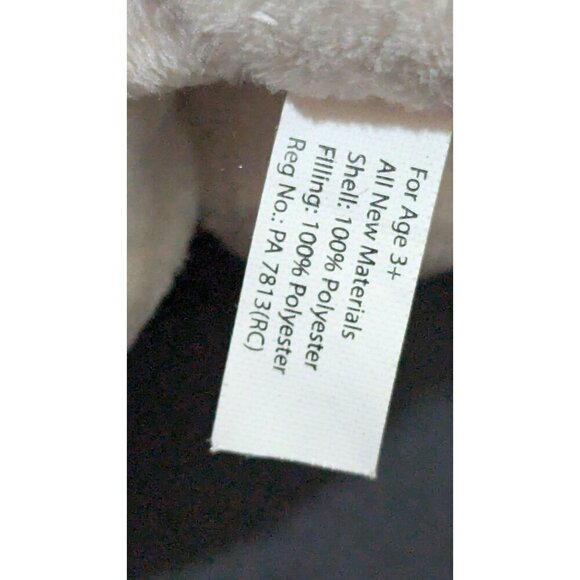 For Age 3+
All New Materials
Shell: 100% Polyester
Filling: 100% Polyester
Reg No.: PA 7813(RC)